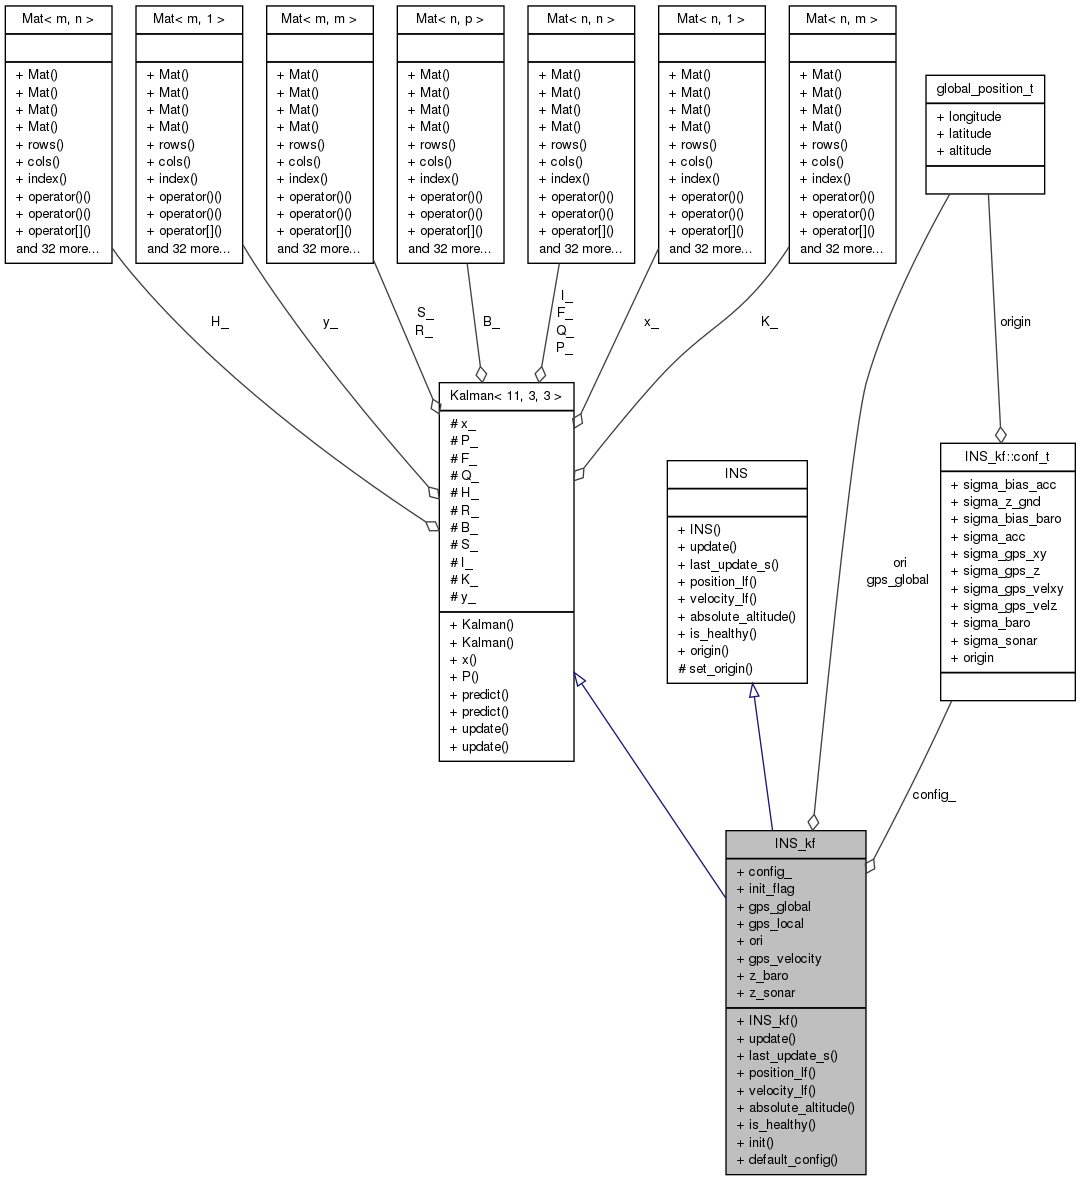 Mat< m, n >
+ Mat()
+ Mat()
+ Mat()
+ Mat()
+ rows()
+ cols()
+ index()
+ operator()()
+ operator()()
+ operator[]()
and 32 more...
Mat< m, 1 >
+ Mat()
+ Mat()
+ Mat()
+ Mat()
+ rows()
+ cols()
+ index()
+ operator()()
+ operator()()
+ operator[]()
and 32 more...
Mat< m, m >
+ Mat()
+ Mat()
+ Mat()
+ Mat()
+ rows()
+ cols()
+ index()
+ operator()()
+ operator()()
+ operator[]()
and 32 more...
Mat< n, p >
+ Mat()
+ Mat()
+ Mat()
+ Mat()
+ rows()
+ cols()
+ index()
+ operator()()
+ operator()()
+ operator[]()
and 32 more...
Mat< n, n >
+ Mat()
+ Mat()
+ Mat()
+ Mat()
+ rows()
+ cols()
+ index()
+ operator()()
+ operator()()
+ operator[]()
and 32 more...
Mat< n, 1 >
+ Mat()
+ Mat()
+ Mat()
+ Mat()
+ rows()
+ cols()
+ index()
+ operator()()
+ operator()()
+ operator[]()
and 32 more...
Mat< n, m >
+ Mat()
+ Mat()
+ Mat()
+ Mat()
+ rows()
+ cols()
+ index()
+ operator()()
+ operator()()
+ operator[]()
and 32 more...
global_position_t
+ longitude
+ latitude
+ altitude
H_
y_
S_
R_
B_
I_
F_
Q_
P_
x_
K_
origin
Kalman< 11, 3, 3 >
# x_
# P_
# F_
# Q_
# H_
# R_
# B_
# S_
# I_
# K_
# y_
+ Kalman()
+ Kalman()
+ x()
+ P()
+ predict()
+ predict()
+ update()
+ update()
INS
+ INS()
+ update()
+ last_update_s()
+ position_lf()
+ velocity_lf()
+ absolute_altitude()
+ is_healthy()
+ origin()
# set_origin()
ori
gps_global
INS_kf::conf_t
+ sigma_bias_acc
+ sigma_z_gnd
+ sigma_bias_baro
+ sigma_acc
+ sigma_gps_xy
+ sigma_gps_z
+ sigma_gps_velxy
+ sigma_gps_velz
+ sigma_baro
+ sigma_sonar
+ origin
config_
INS_kf
+ config_
+ init_flag
+ gps_global
+ gps_local
+ ori
+ gps_velocity
+ z_baro
+ z_sonar
+ INS_kf()
+ update()
+ last_update_s()
+ position_lf()
+ velocity_lf()
+ absolute_altitude()
+ is_healthy()
+ init()
+ default_config()